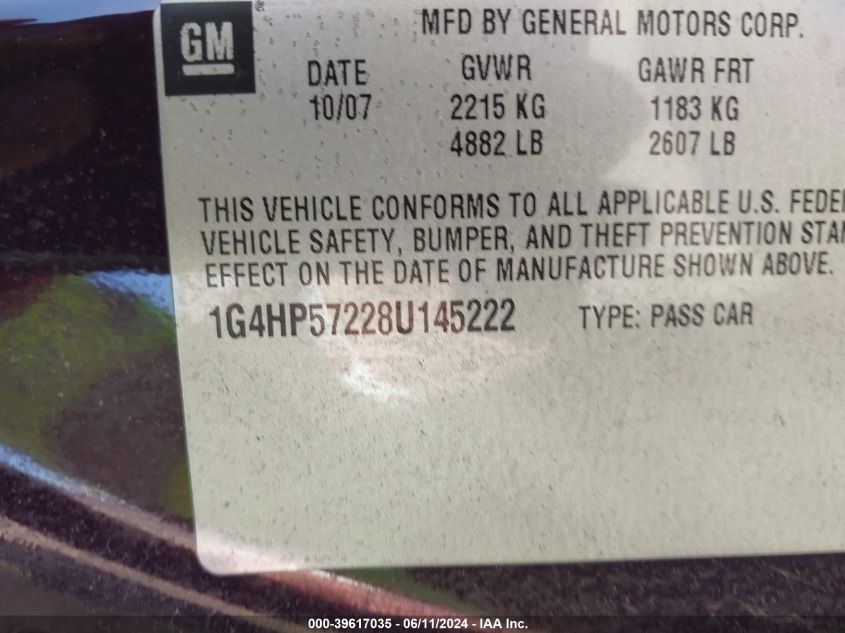 GM
®
MFD BY GENERAL MOTORS CORP.
DATE GVWR GAWR FRT
10/07 2215 KG 1183 KG
4882 LB 2607 LB
THIS VEHICLE CONFORMS TO ALL APPLICABLE U.S. FEDE
VEHICLE SAFETY, BUMPER, AND THEFT PREVENTION STAN
EFFECT ON THE DATE OF MANUFACTURE SHOWN ABOVE.
1G4HP57228U145222 TYPE: PASS CAR
000-39617035 - 06/11/2024 - IAA Inc.